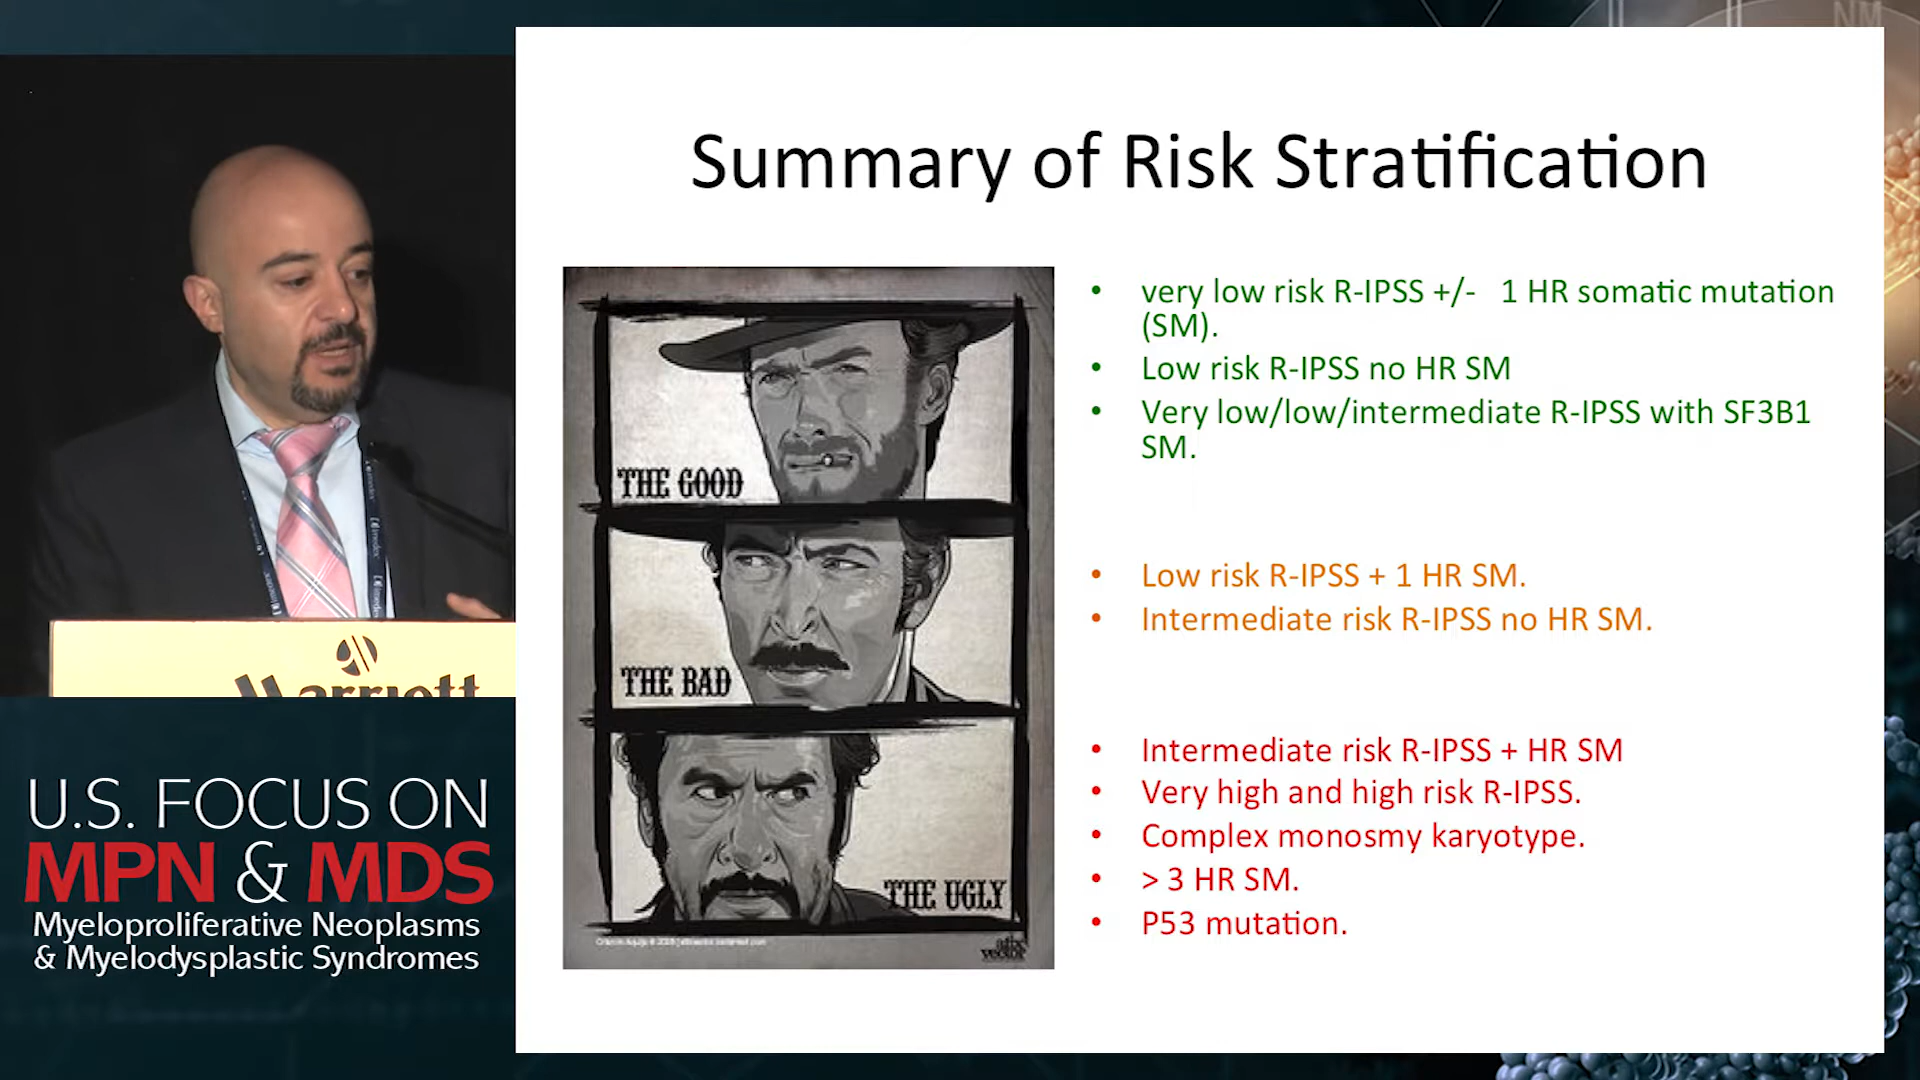 Summary of Risk Stratification
THE GOOD
THE BAD
THE UGLY
• very low risk R-IPSS +/- 1 HR somatic mutation
(SM).
• Low risk R-IPSS no HR SM
• Very low/low/intermediate R-IPSS with SF3B1
SM.
• Low risk R-IPSS + 1 HR SM.
• Intermediate risk R-IPSS no HR SM.
• Intermediate risk R-IPSS + HR SM
• Very high and high risk R-IPSS.
• Complex monosmy karyotype.
• > 3 HR SM.
• P53 mutation.
Marriott
U.S. FOCUS ON
MPN & MDS
Myeloproliferative Neoplasms
& Myelodysplastic Syndromes
NM